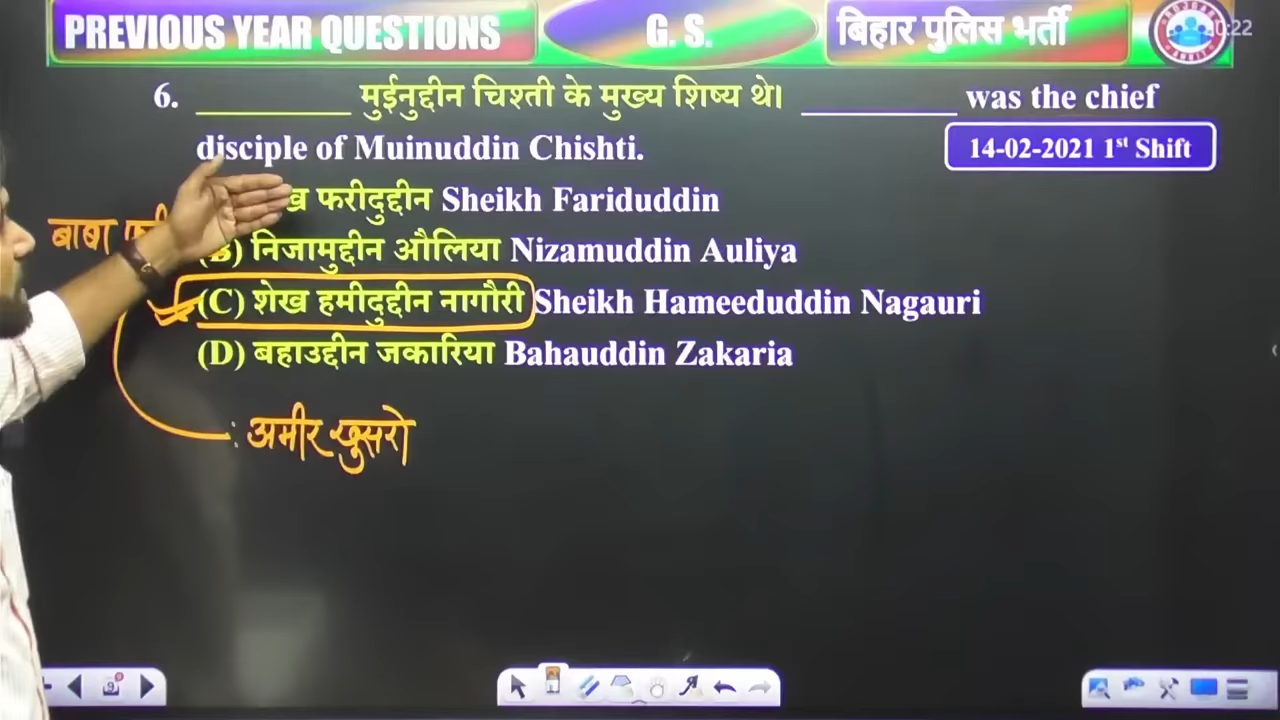 PREVIOUS YEAR QUESTIONS
G. S.
बिहार पुलिस भर्ती
:22
6. __________ मुईनुद्दीन चिश्ती के मुख्य शिष्य थे। __________ was the chief
disciple of Muinuddin Chishti.
14-02-2021 1st Shift
फरीदुद्दीन Sheikh Fariduddin
बाबा
(B) निजामुद्दीन औलिया Nizamuddin Auliya
(C) शेख हमीदुद्दीन नागौरी Sheikh Hameeduddin Nagauri
(D) बहाउद्दीन जकारिया Bahauddin Zakaria
: अमीर खुसरो